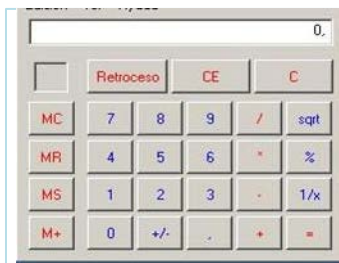 0,
Retroceso CE C
MC 7 8 9 / sqrt
MR 4 5 6 * %
MS 1 2 3 - 1/x
M+ 0 +/- , + =